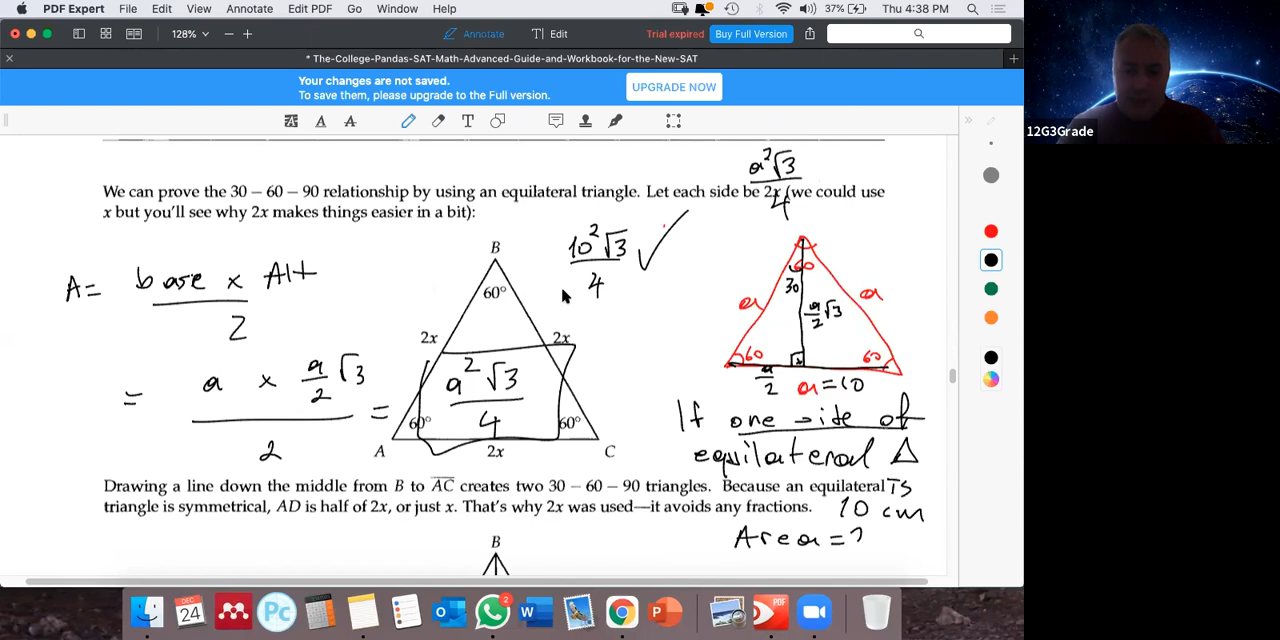 PDF Expert File Edit View Annotate Edit PDF Go Window Help 37% Thu 4:38 PM
128% Annotate T Edit Trial expired Buy Full Version
* The-College-Pandas-SAT-Math-Advanced-Guide-and-Workbook-for-the-New-SAT
Your changes are not saved.
To save them, please upgrade to the Full version.
UPGRADE NOW
12G3Grade
a²√3
4
We can prove the 30 – 60 – 90 relationship by using an equilateral triangle. Let each side be 2x (we could use
x but you'll see why 2x makes things easier in a bit):
B
60°
2x 2x
60° 60°
A 2x C
10²√3
4
A = base x Alt
2
= a x a/2 √3
2
= a²√3
4
60
30
a a
a/2 √3
60 60
a/2 a=10
If one site of
equilateral Δ
is
10 cm
Area = ?
Drawing a line down the middle from B to AC creates two 30 – 60 – 90 triangles. Because an equilateral
triangle is symmetrical, AD is half of 2x, or just x. That's why 2x was used—it avoids any fractions.
B
DEC
24
2